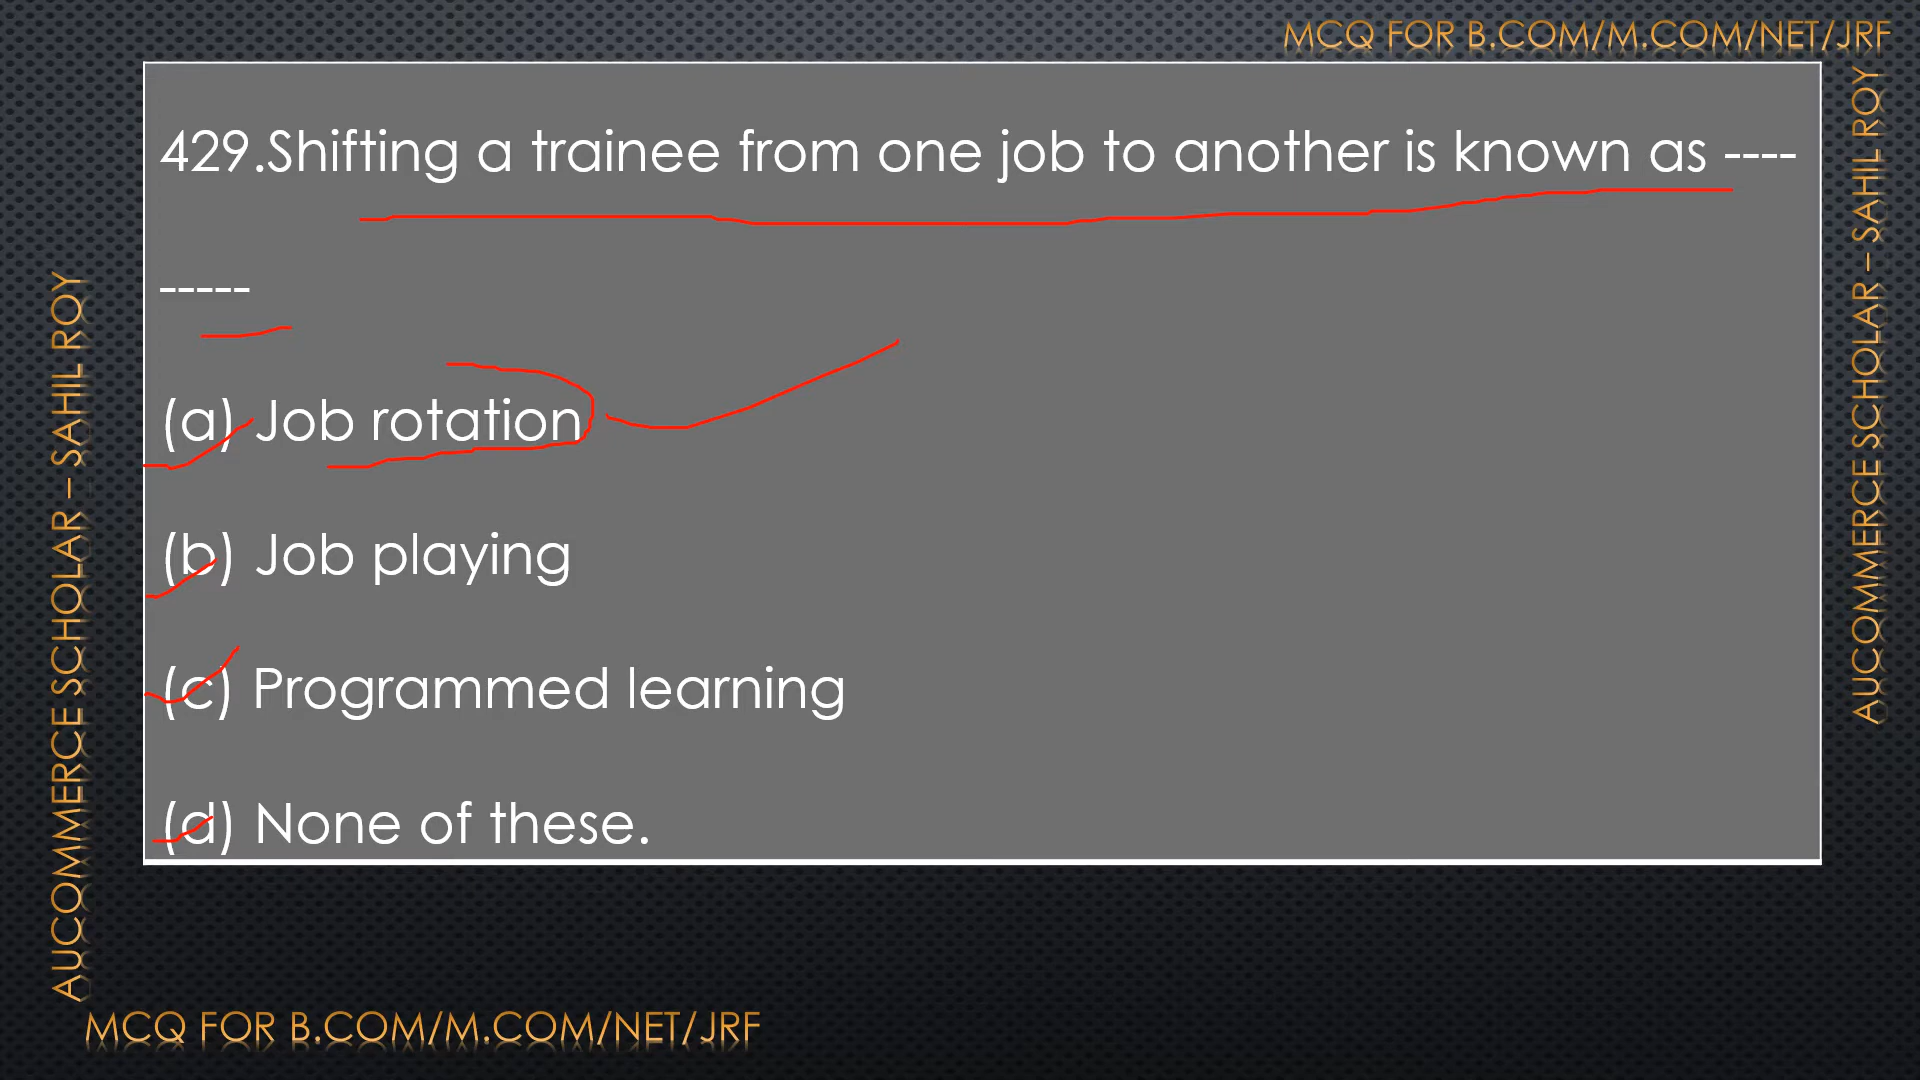 MCQ FOR B.COM/M.COM/NET/JRF
429.Shifting a trainee from one job to another is known as ----
-----
(a) Job rotation
(b) Job playing
(c) Programmed learning
(d) None of these.
AUCOMMERCE SCHOLAR – SAHIL ROY
AUCOMMERCE SCHOLAR – SAHIL ROY
MCQ FOR B.COM/M.COM/NET/JRF